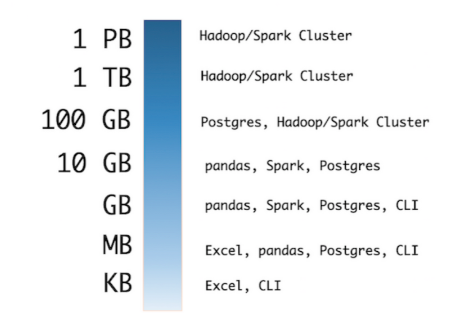 1 PB Hadoop/Spark Cluster
1 TB Hadoop/Spark Cluster
100 GB Postgres, Hadoop/Spark Cluster
10 GB pandas, Spark, Postgres
GB pandas, Spark, Postgres, CLI
MB Excel, pandas, Postgres, CLI
KB Excel, CLI